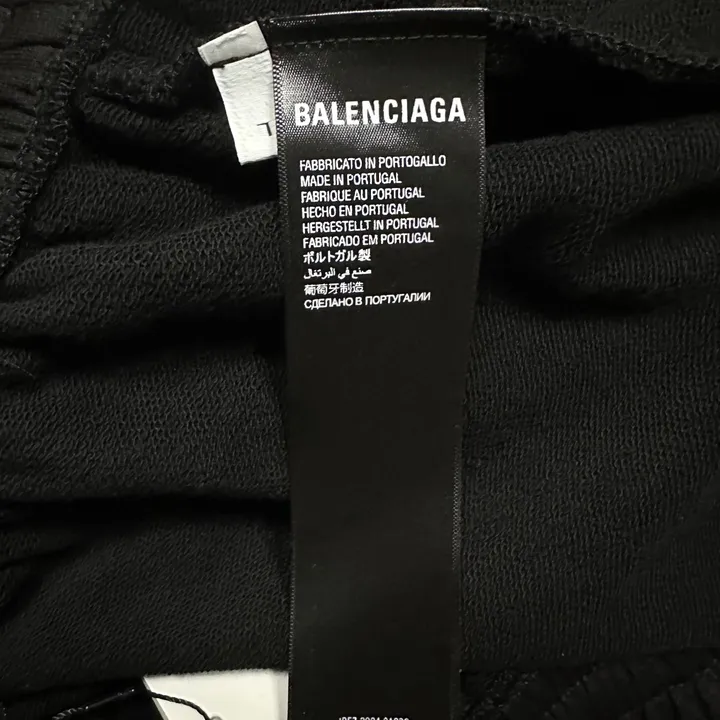 BALENCIAGA
FABBRICATO IN PORTOGALLO
MADE IN PORTUGAL
FABRIQUE AU PORTUGAL
HECHO EN PORTUGAL
HERGESTELLT IN PORTUGAL
FABRICADO EM PORTUGAL
ポルトガル製
صنع في البرتغال
葡萄牙制造
СДЕЛАНО В ПОРТУГАЛИИ